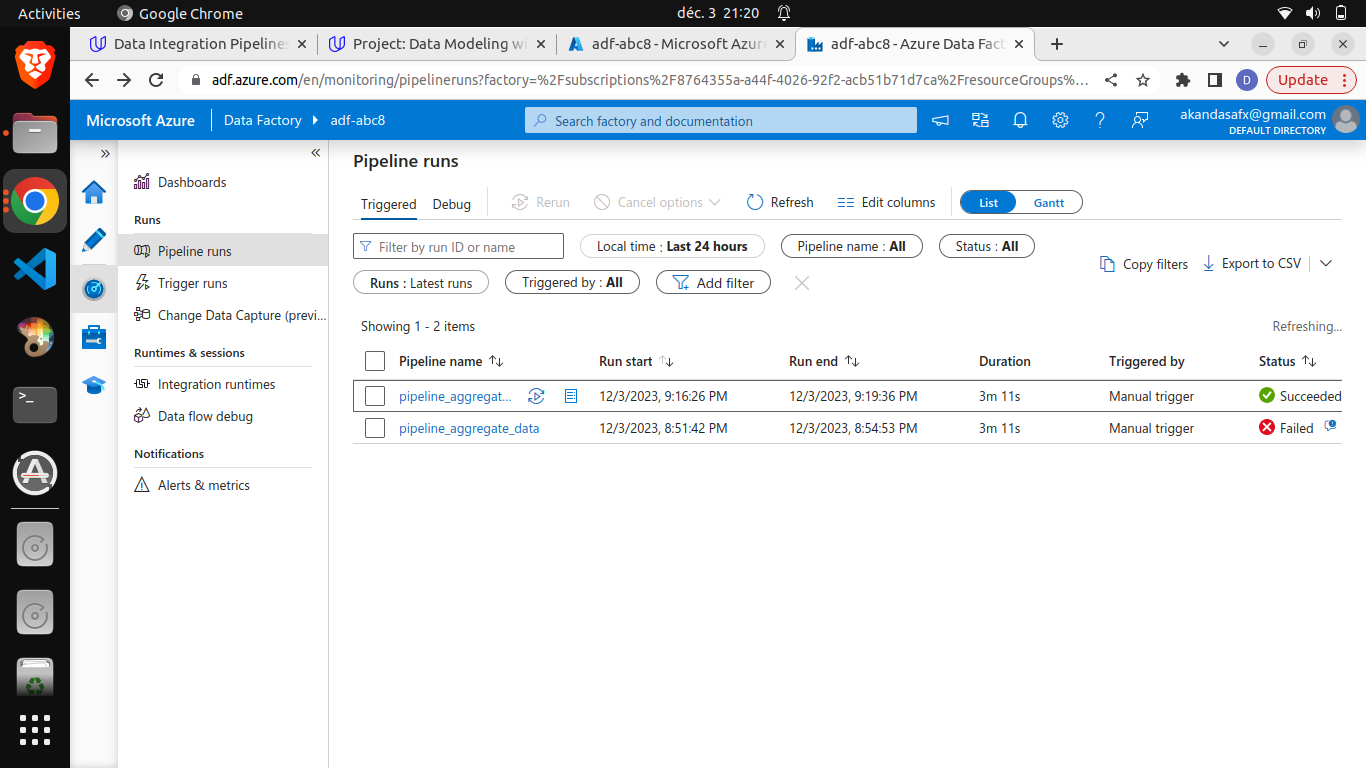 Activities
Google Chrome
déc. 3 21:20
Data Integration Pipelines
Project: Data Modeling wi
adf-abc8 - Microsoft Azure
adf-abc8 - Azure Data Fact
adf.azure.com/en/monitoring/pipelineruns?factory=%2Fsubscriptions%2F8764355a-a44f-4026-92f2-acb51b71d7ca%2FresourceGroups%...
D
Update
Microsoft Azure
Data Factory
adf-abc8
Search factory and documentation
akandasafx@gmail.com
DEFAULT DIRECTORY
Dashboards
Runs
Pipeline runs
Trigger runs
Change Data Capture (previ...
Runtimes & sessions
Integration runtimes
Data flow debug
Notifications
Alerts & metrics
Pipeline runs
Triggered Debug Rerun Cancel options Refresh Edit columns List Gantt
Filter by run ID or name
Local time : Last 24 hours
Pipeline name : All
Status : All
Runs : Latest runs
Triggered by : All
Add filter
Copy filters
Export to CSV
Showing 1 - 2 items
Refreshing...
Pipeline name Run start Run end Duration Triggered by Status
pipeline_aggregat... 12/3/2023, 9:16:26 PM 12/3/2023, 9:19:36 PM 3m 11s Manual trigger Succeeded
pipeline_aggregate_data 12/3/2023, 8:51:42 PM 12/3/2023, 8:54:53 PM 3m 11s Manual trigger Failed